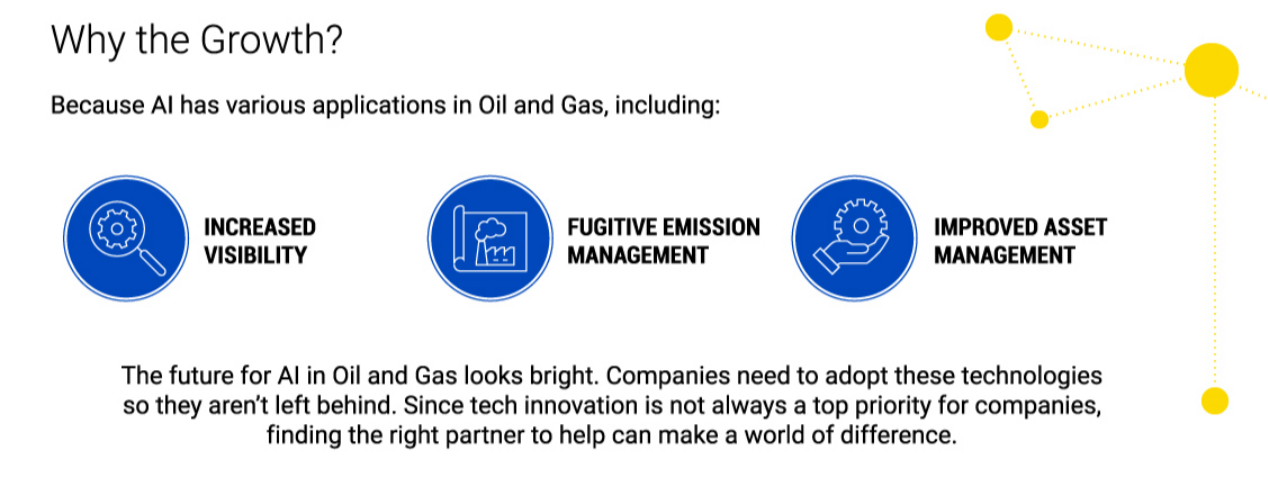 Why the Growth?
Because AI has various applications in Oil and Gas, including:
INCREASED
VISIBILITY
FUGITIVE EMISSION
MANAGEMENT
IMPROVED ASSET
MANAGEMENT
The future for AI in Oil and Gas looks bright. Companies need to adopt these technologies
so they aren’t left behind. Since tech innovation is not always a top priority for companies,
finding the right partner to help can make a world of difference.